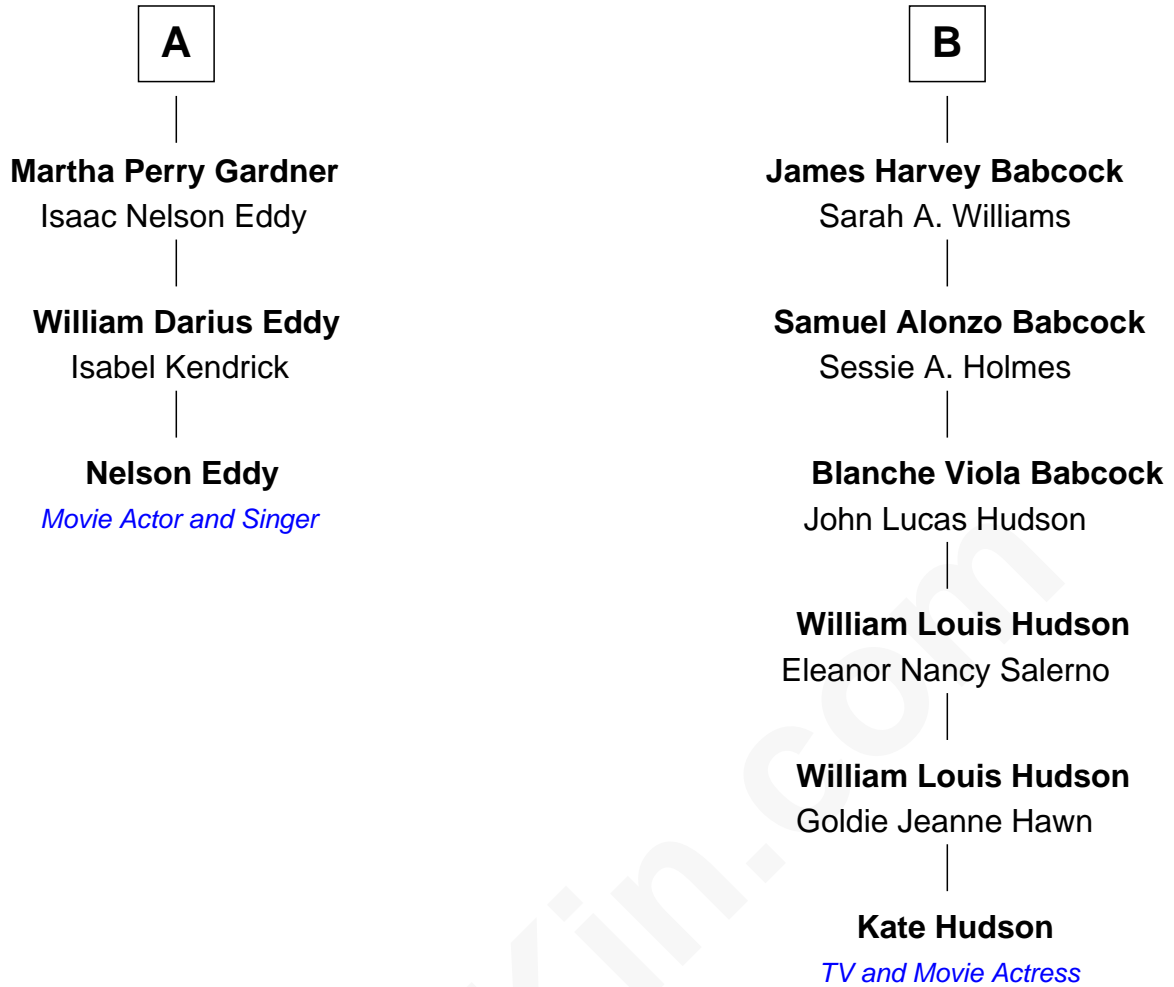 A
Martha Perry Gardner
Isaac Nelson Eddy
William Darius Eddy
Isabel Kendrick
Nelson Eddy
Movie Actor and Singer
B
James Harvey Babcock
Sarah A. Williams
Samuel Alonzo Babcock
Sessie A. Holmes
Blanche Viola Babcock
John Lucas Hudson
William Louis Hudson
Eleanor Nancy Salerno
William Louis Hudson
Goldie Jeanne Hawn
Kate Hudson
TV and Movie Actress
Kin.com